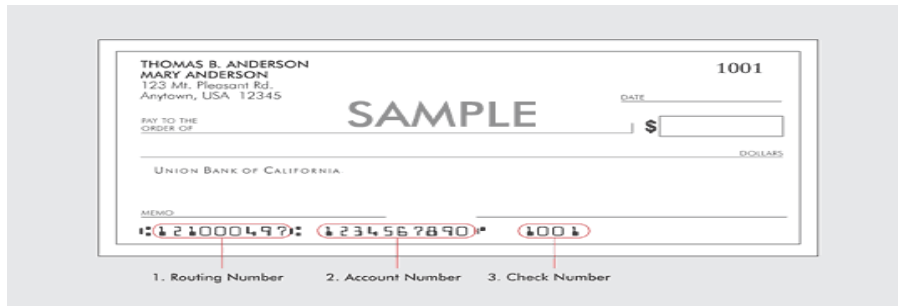 THOMAS B. ANDERSON
MARY ANDERSON
123 Mt. Pleasant Rd.
Anytown, USA 12345
1001
DATE
SAMPLE
PAY TO THE
ORDER OF
$
DOLLARS
UNION BANK OF CALIFORNIA
MEMO
⑆121000497⑆ 1234567890⑈ 1001
1. Routing Number 2. Account Number 3. Check Number